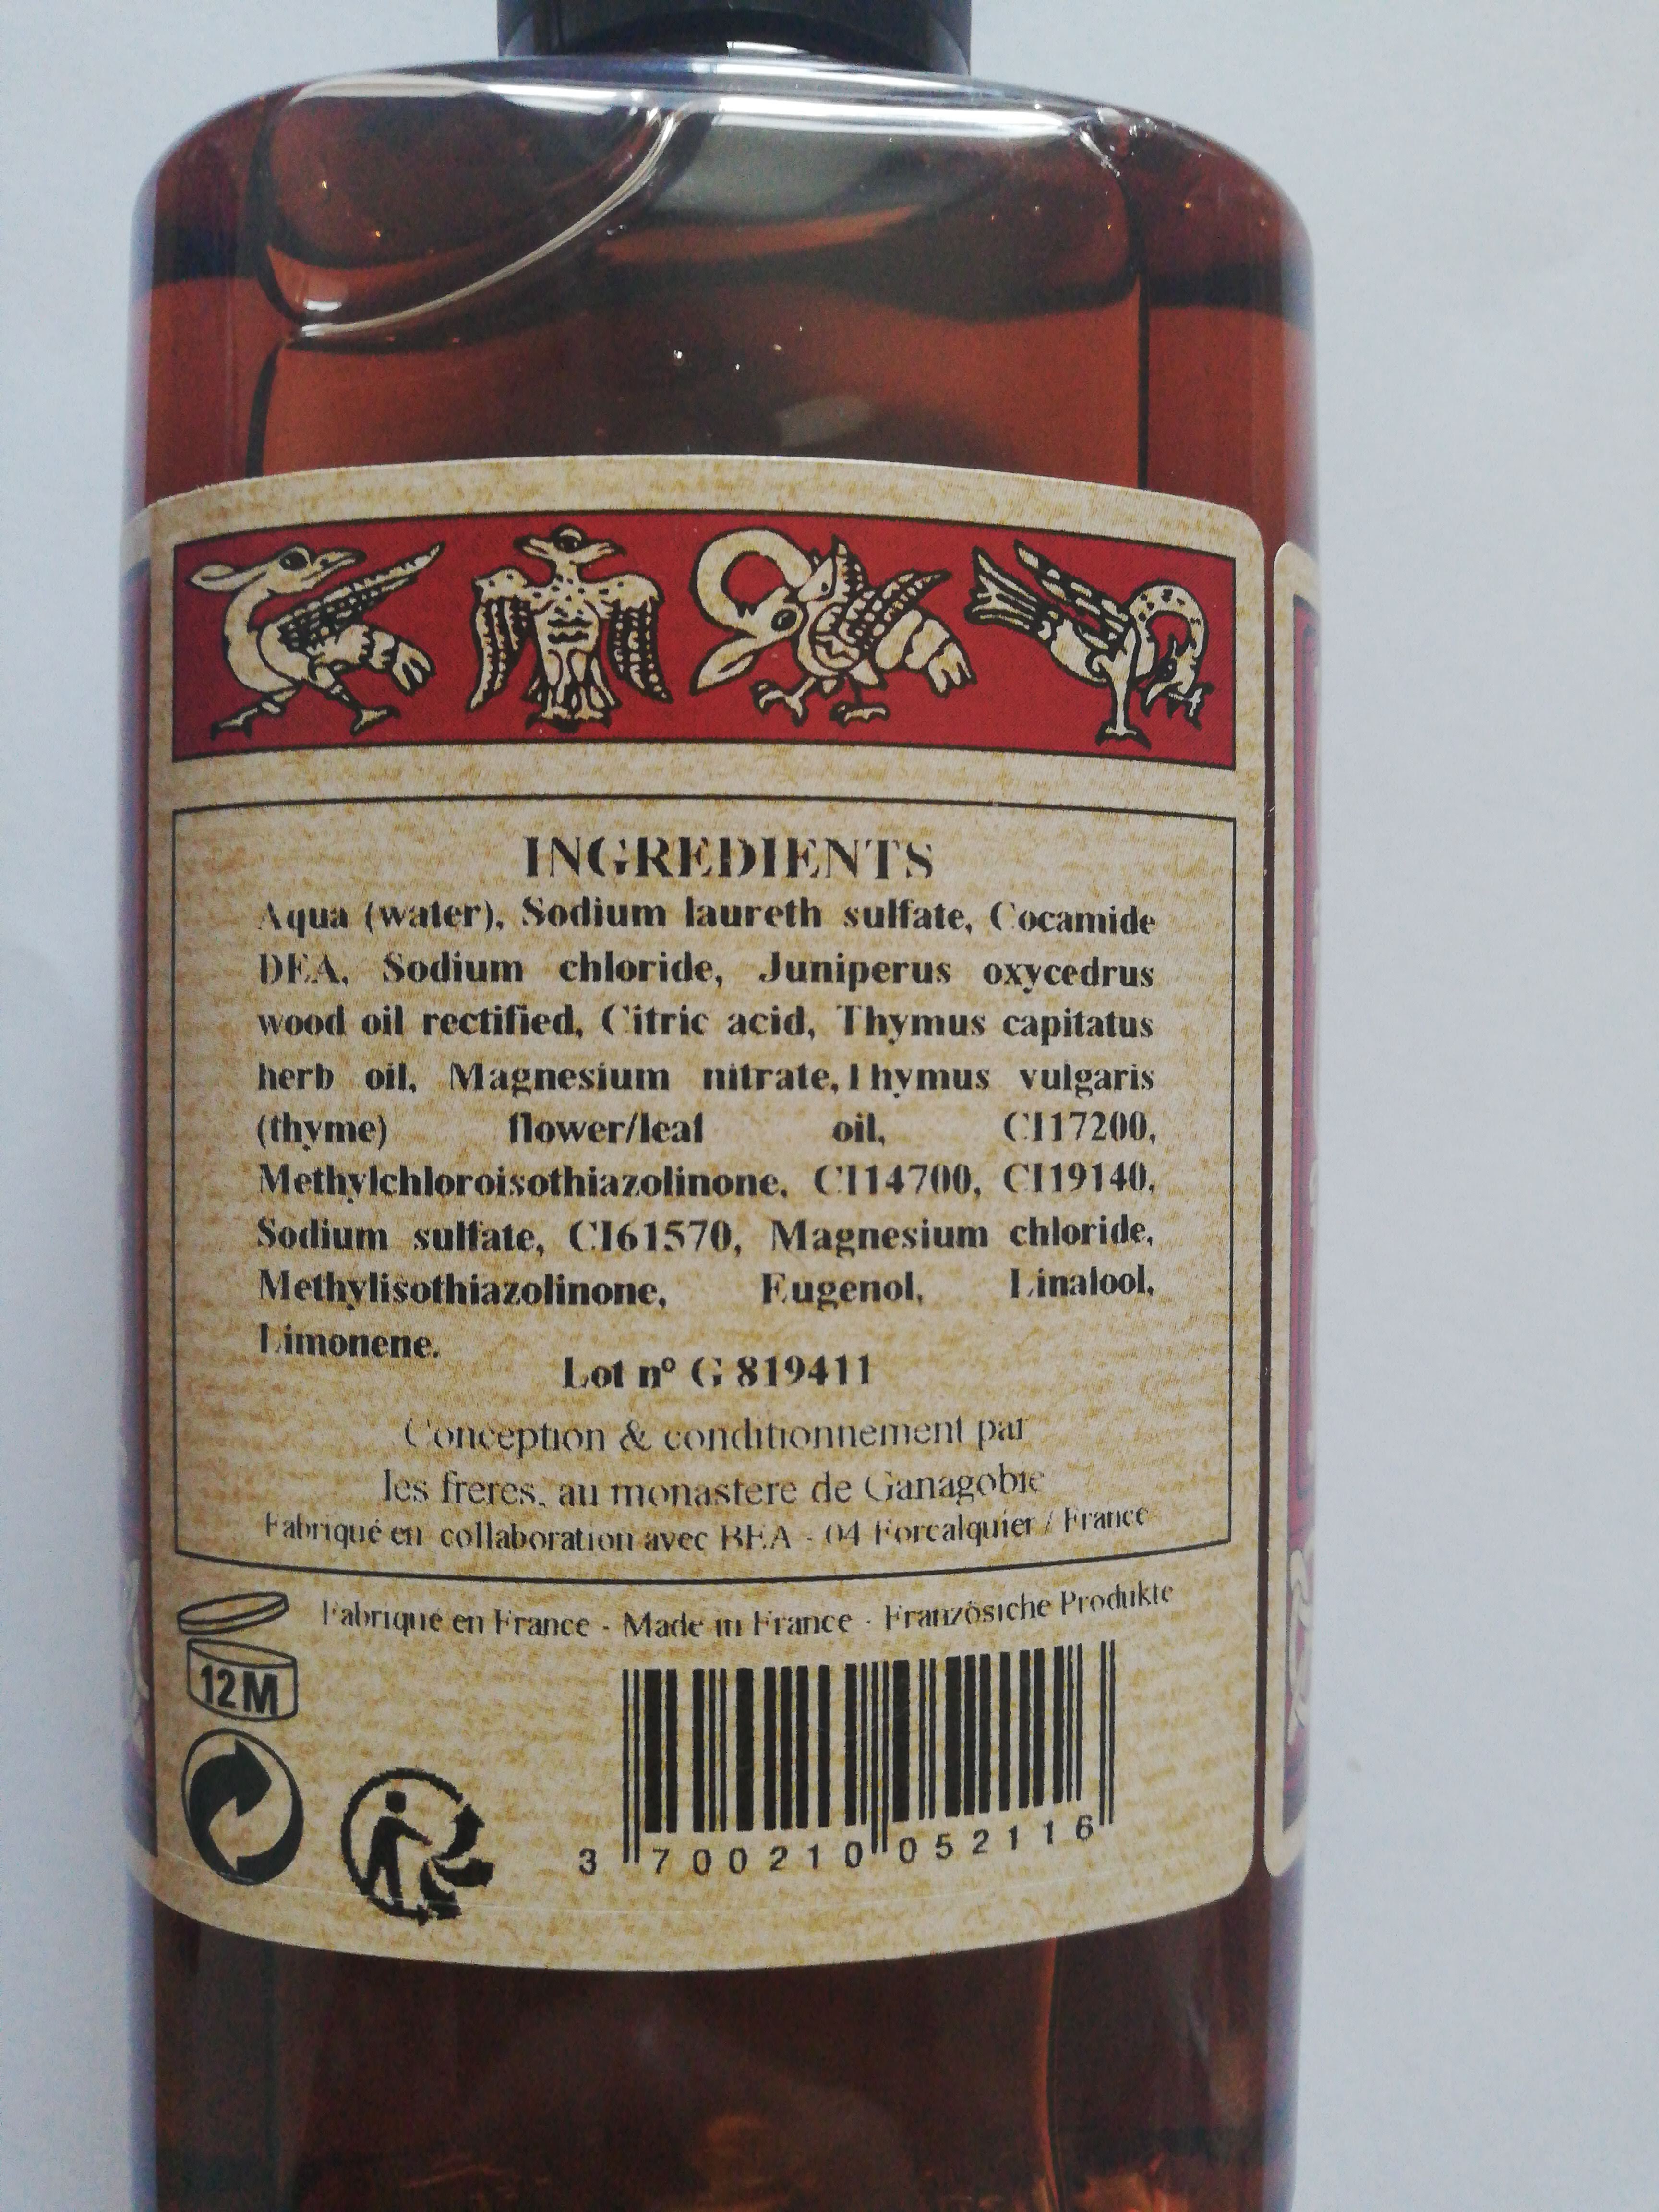 INGREDIENTS
Aqua (water), Sodium laureth sulfate, Cocamide
DEA, Sodium chloride, Juniperus oxycedrus
wood oil rectified, Citric acid, Thymus capitatus
herb oil, Magnesium nitrate,Thymus vulgaris
(thyme) flower/leaf oil, CI17200,
Methylchloroisothiazolinone, CI14700, CI19140,
Sodium sulfate, CI61570, Magnesium chloride,
Methylisothiazolinone, Eugenol, Linalool,
Limonene.
Lot nº G 819411
Conception & conditionnement par
les freres, au monastere de Ganagobie
Fabriqué en collaboration avec BEA - 04 Forcalquier / France
Fabriqué en France - Made in France - Französiche Produkte
12M
3 700210 052116